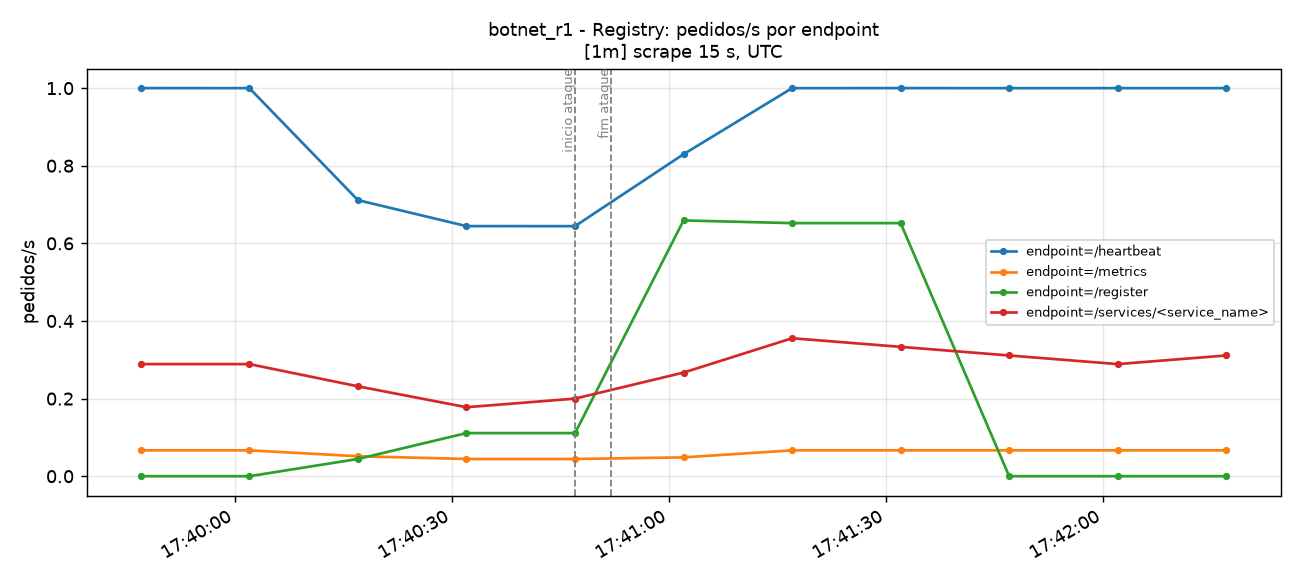 botnet_r1 - Registry: pedidos/s por endpoint
[1m] scrape 15 s, UTC
inicio ataque
fim ataque
pedidos/s
1.0
0.8
0.6
0.4
0.2
0.0
endpoint=/heartbeat
endpoint=/metrics
endpoint=/register
endpoint=/services/<service_name>
17:40:00
17:40:30
17:41:00
17:41:30
17:42:00